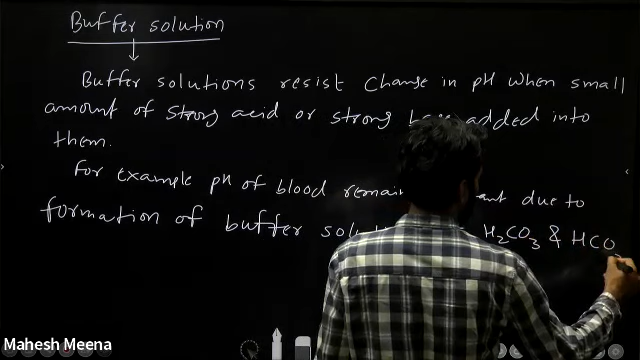 Buffer solution
Buffer solutions resist change in pH when small
amount of strong acid or strong added into
them.
For example pH of blood due to
formation of buffer H₂CO₃ & HCO
Mahesh Meena